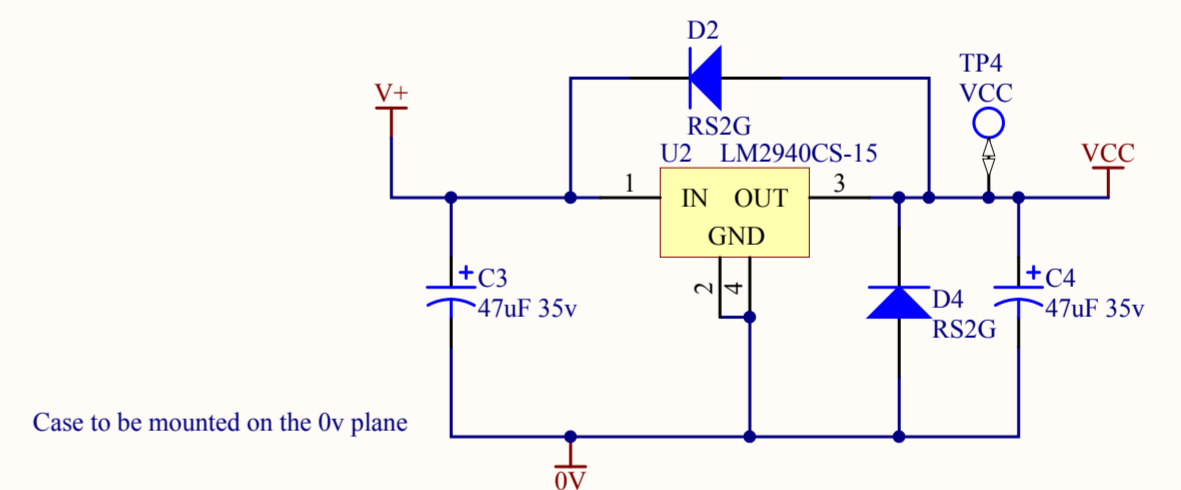 D2
TP4
VCC
V+
RS2G
U2 LM2940CS-15
VCC
1
3
IN OUT
GND
2
4
+
C3
47uF 35v
D4
RS2G
+
C4
47uF 35v
Case to be mounted on the 0v plane
0V